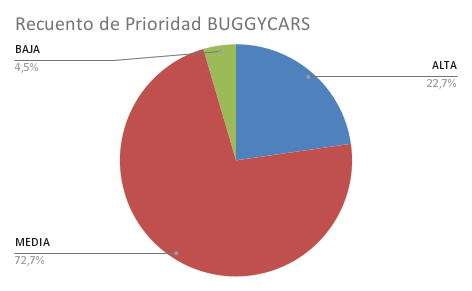 Recuento de Prioridad BUGGYCARS
BAJA
4,5%
ALTA
22,7%
MEDIA
72,7%